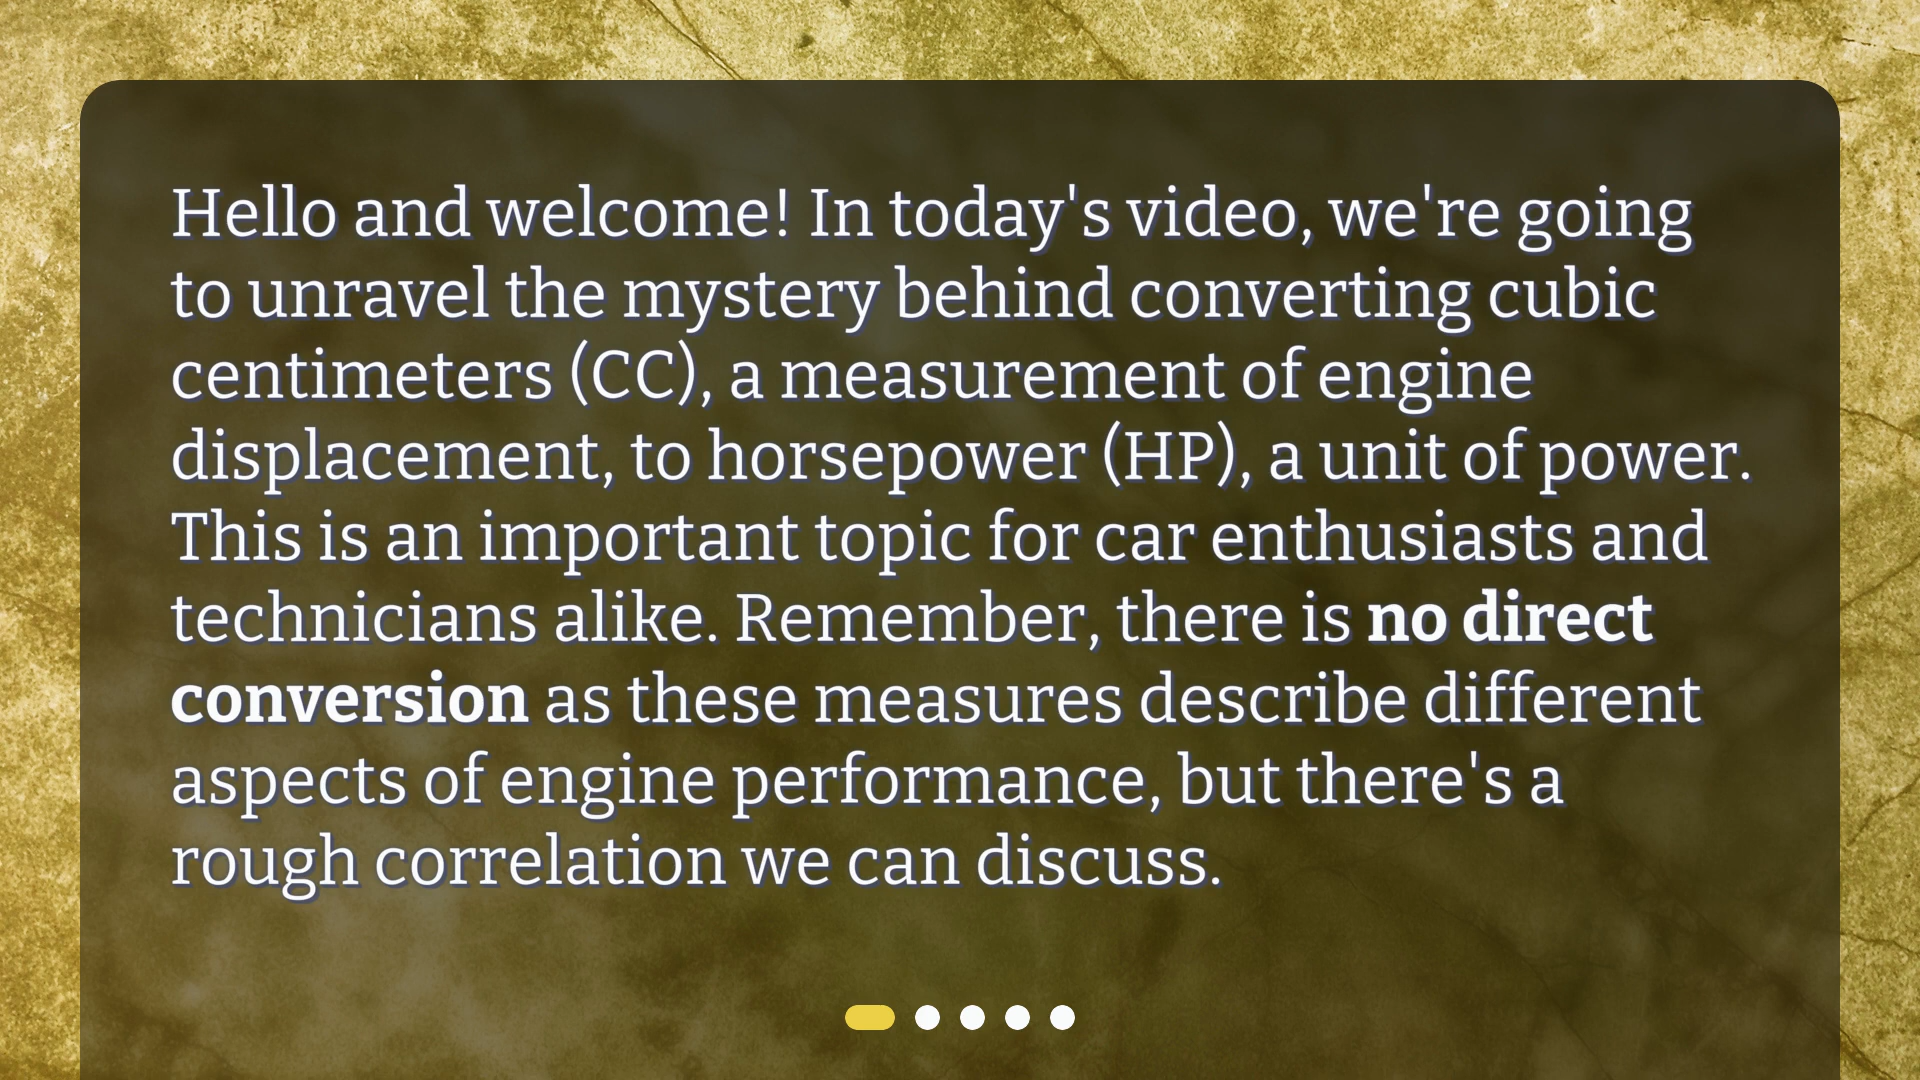 Hello and welcome! In today's video, we're going
to unravel the mystery behind converting cubic
centimeters (CC), a measurement of engine
displacement, to horsepower (HP), a unit of power.
This is an important topic for car enthusiasts and
technicians alike. Remember, there is no direct
conversion as these measures describe different
aspects of engine performance, but there's a
rough correlation we can discuss.